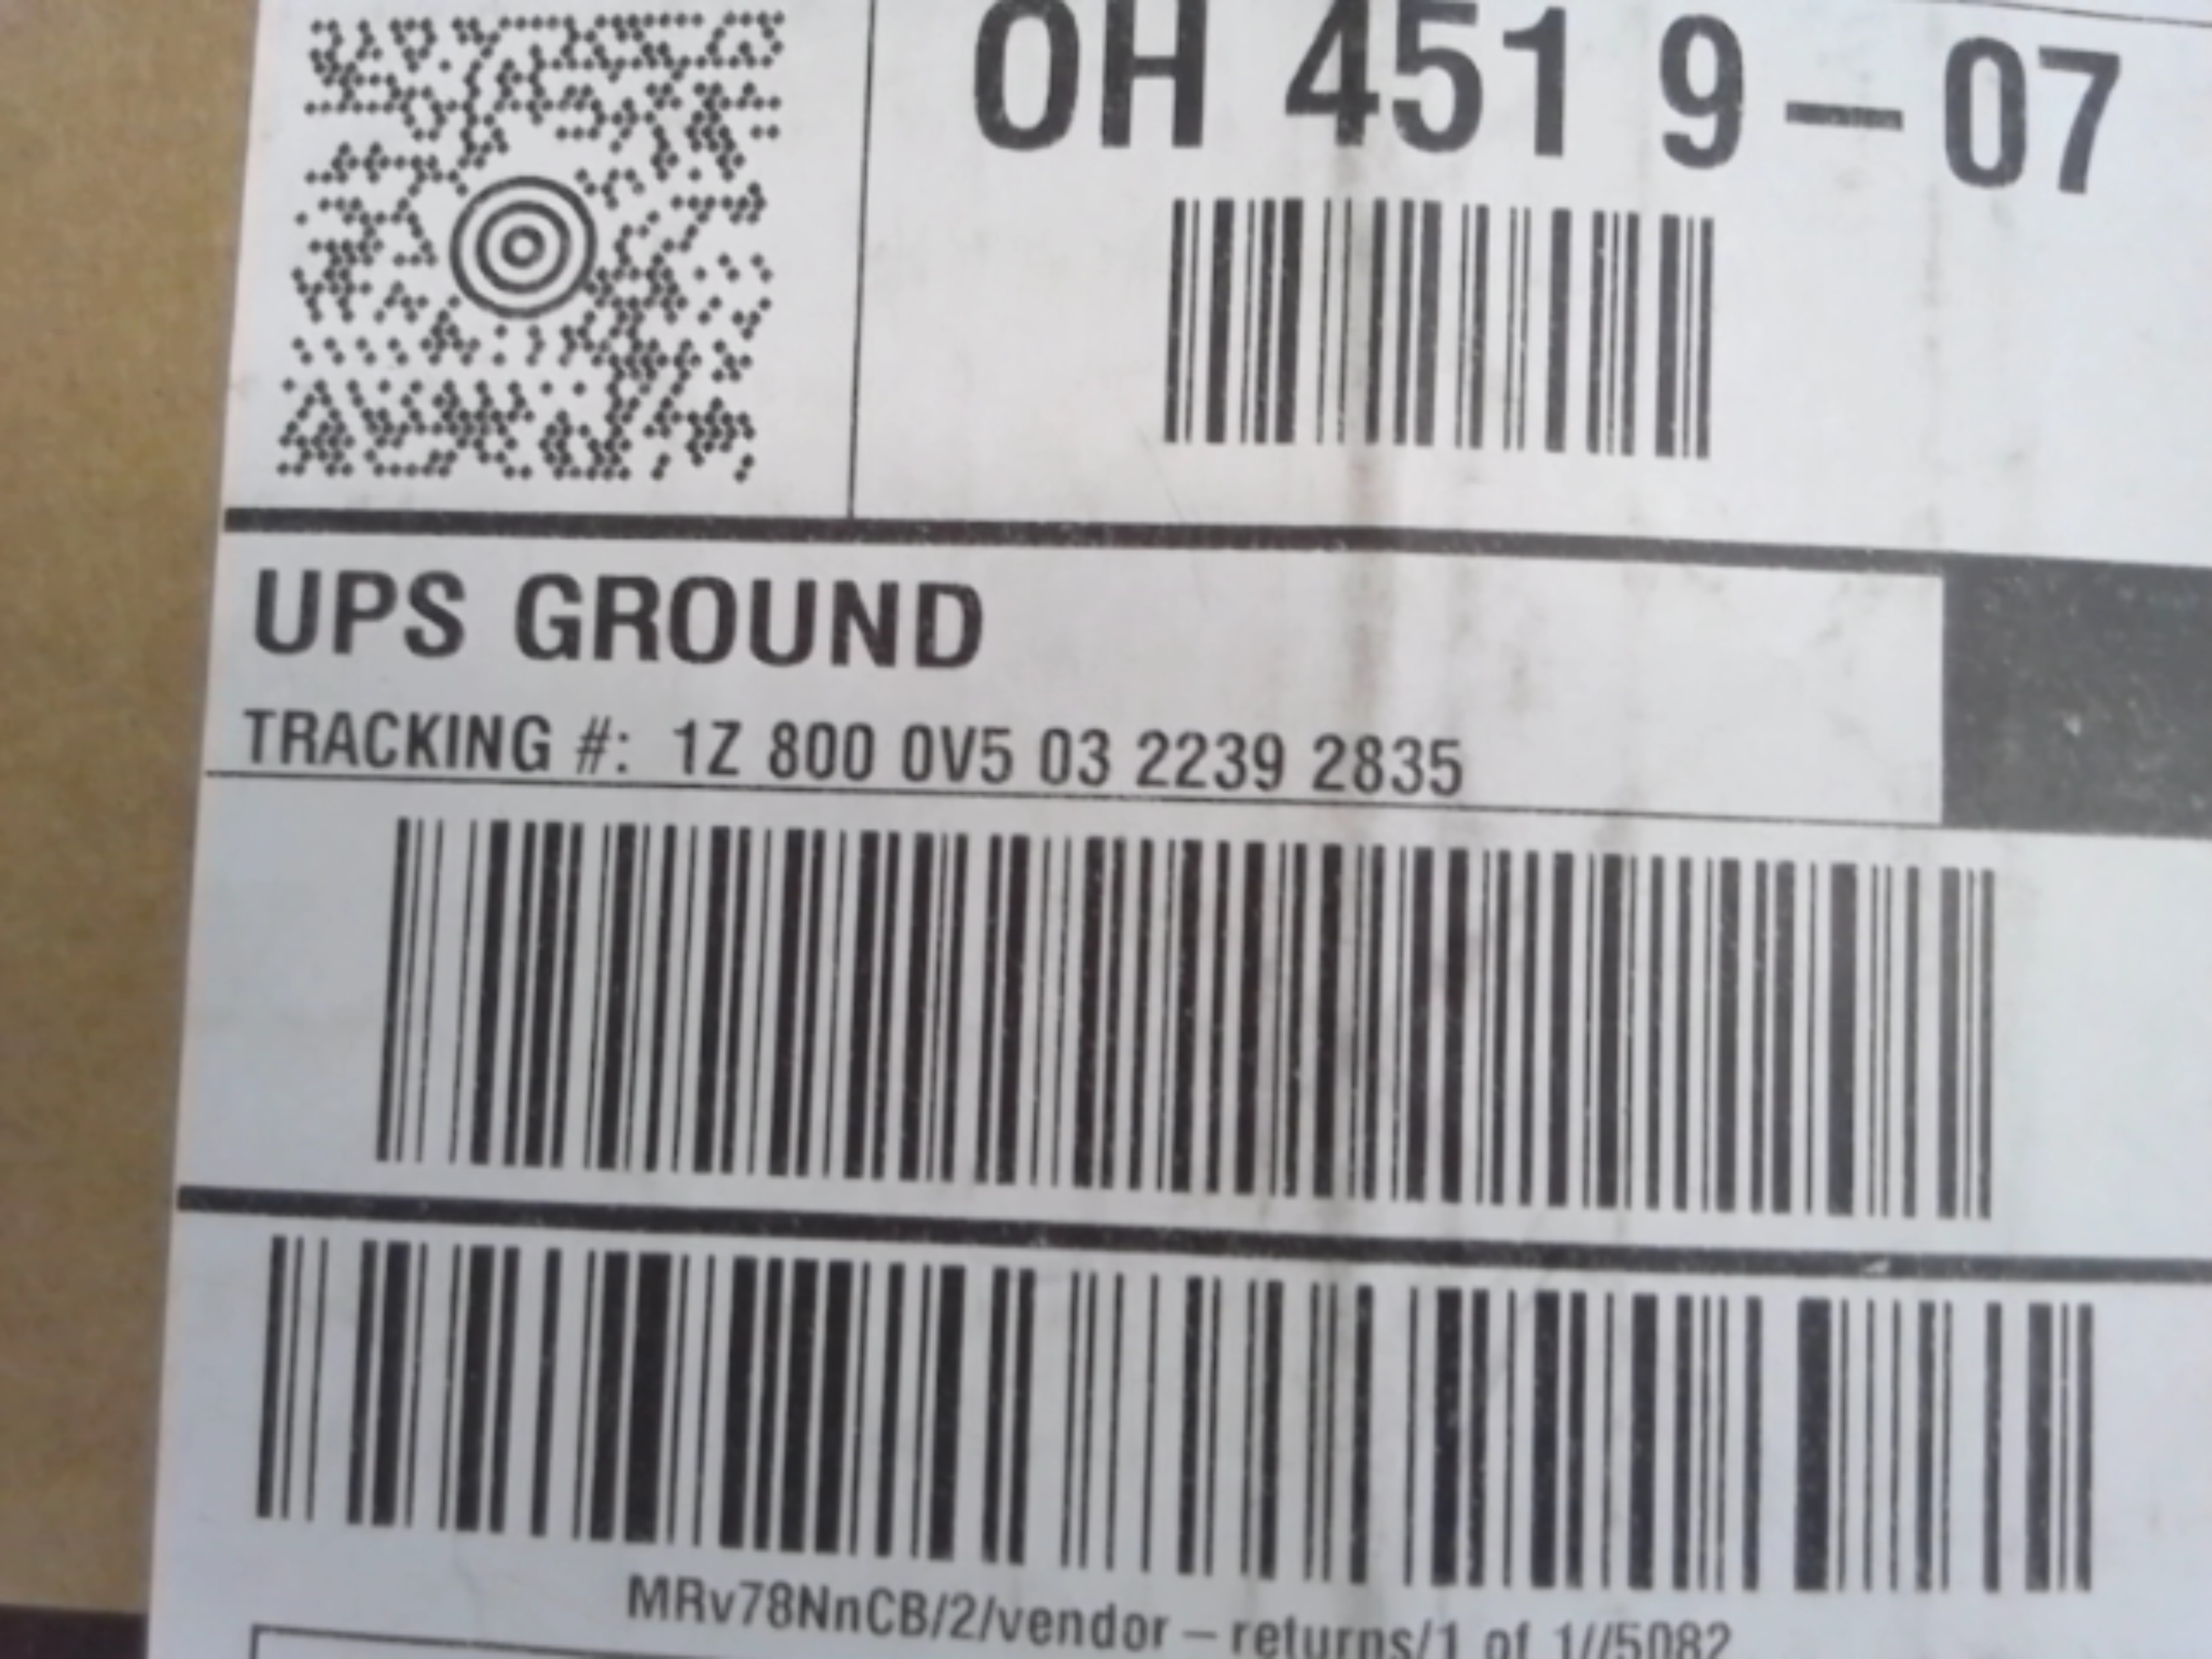 OH 451 9-07
UPS GROUND
TRACKING #: 1Z 800 0V5 03 2239 2835
MRv78NnCB/2/vendor-returns/1 of 1//5082